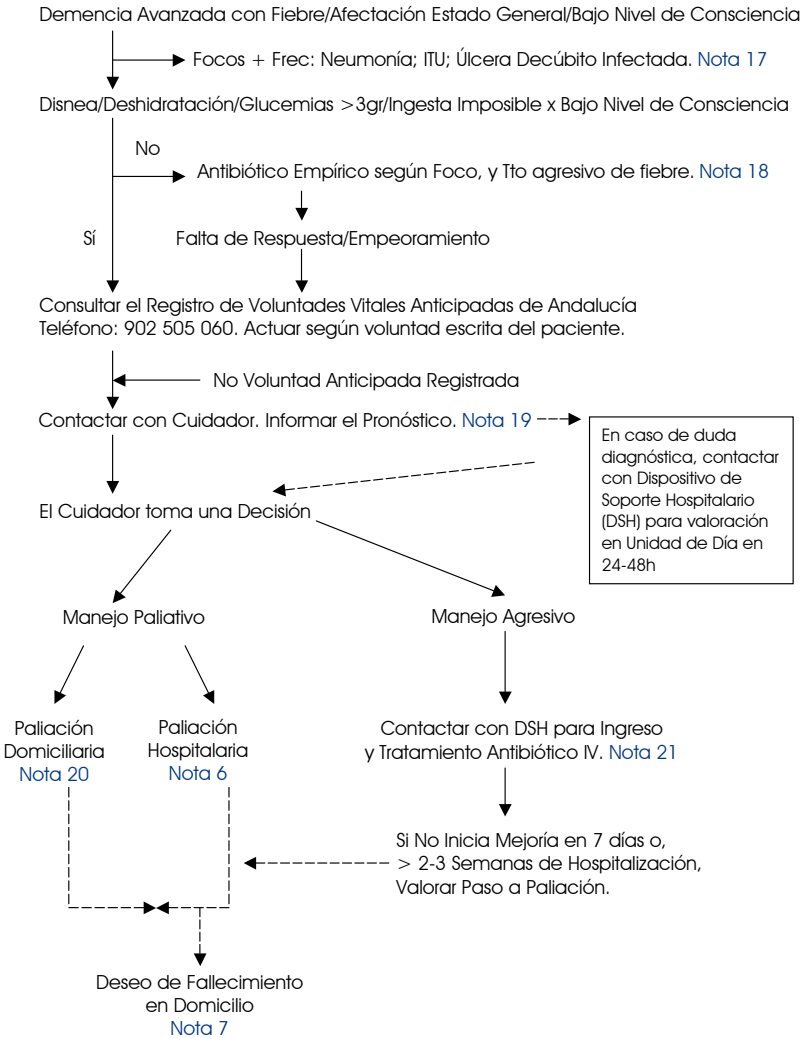 Demencia Avanzada con Fiebre/Afectación Estado General/Bajo Nivel de Consciencia
Focos + Frec: Neumonía; ITU; Úlcera Decúbito Infectada. Nota 17
Disnea/Deshidratación/Glucemias >3gr/Ingesta Imposible x Bajo Nivel de Consciencia
No
Antibiótico Empírico según Foco, y Tto agresivo de fiebre. Nota 18
Sí
Falta de Respuesta/Empeoramiento
Consultar el Registro de Voluntades Vitales Anticipadas de Andalucía
Teléfono: 902 505 060. Actuar según voluntad escrita del paciente.
No Voluntad Anticipada Registrada
Contactar con Cuidador. Informar el Pronóstico. Nota 19
En caso de duda
diagnóstica, contactar
con Dispositivo de
Soporte Hospitalario
(DSH) para valoración
en Unidad de Día en
24-48h
El Cuidador toma una Decisión
Manejo Paliativo
Manejo Agresivo
Paliación
Domiciliaria
Nota 20
Paliación
Hospitalaria
Nota 6
Contactar con DSH para Ingreso
y Tratamiento Antibiótico IV. Nota 21
Si No Inicia Mejoría en 7 días o,
> 2-3 Semanas de Hospitalización,
Valorar Paso a Paliación.
Deseo de Fallecimiento
en Domicilio
Nota 7